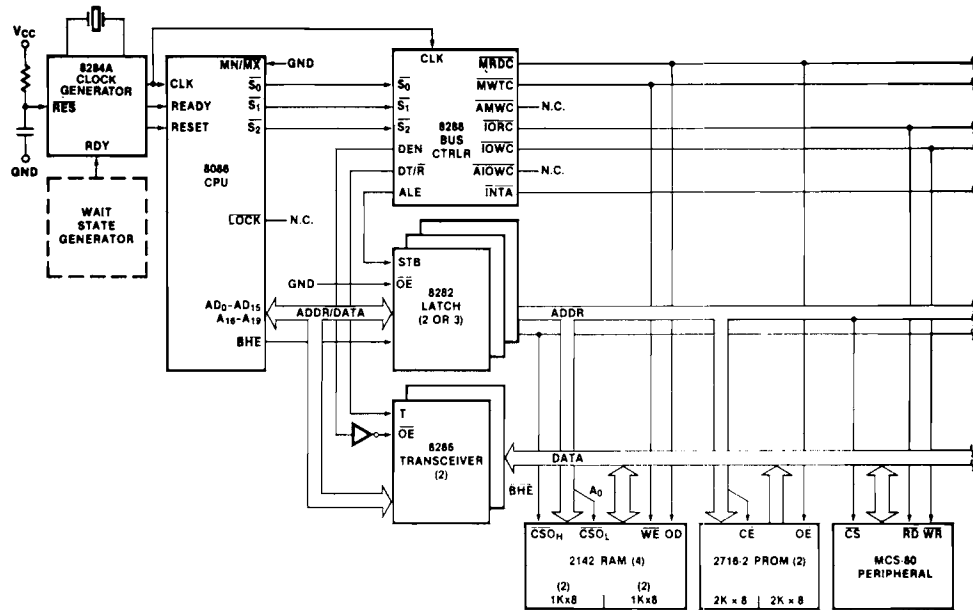 VCC
8284A
CLOCK
GENERATOR
RES
RDY
GND
WAIT
STATE
GENERATOR
CLK
READY
RESET
MN/MX
GND
S0
S1
S2
8086
CPU
LOCK
N.C.
AD0-AD15
A16-A19
BHE
ADDR/DATA
CLK
S0
S1
S2
DEN
DT/R
ALE
8288
BUS
CTRLR
MRDC
MWTC
AMWC
N.C.
IORC
IOWC
AIOWC
N.C.
INTA
STB
GND
OE
8282
LATCH
(2 OR 3)
ADDR
T
OE
8286
TRANSCEIVER
(2)
DATA
BHE
A0
CS0H
CS0L
WE
OD
2142 RAM (4)
(2)
1K×8
(2)
1K×8
CE
OE
2716-2 PROM (2)
2K × 8
2K × 8
CS
RD
WR
MCS-80
PERIPHERAL